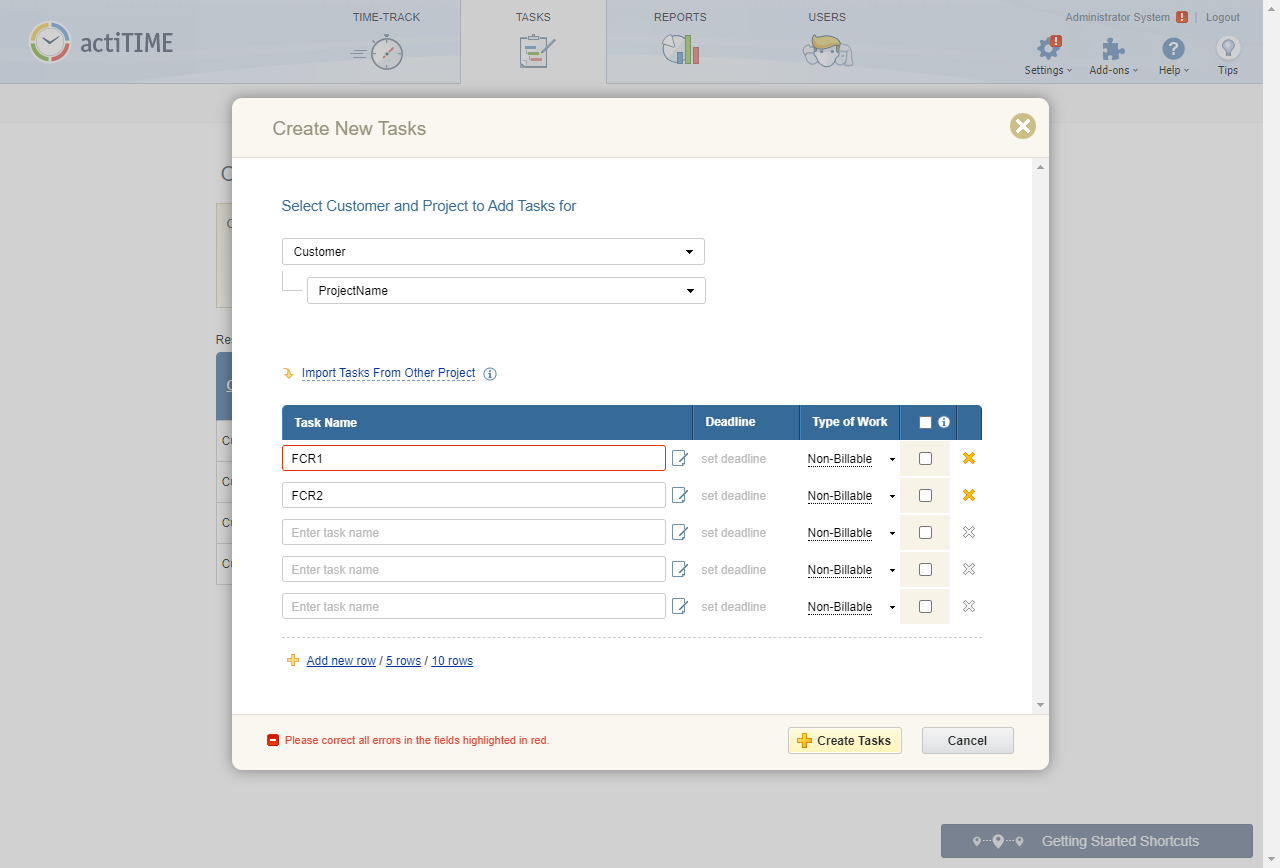 actiTIME
TIME-TRACK
TASKS
REPORTS
USERS
Administrator System
Logout
Settings
Add-ons
Help
Tips
Create New Tasks
Select Customer and Project to Add Tasks for
Customer
ProjectName
Import Tasks From Other Project
Task Name Deadline Type of Work
FCR1 set deadline Non-Billable
FCR2 set deadline Non-Billable
Enter task name set deadline Non-Billable
Enter task name set deadline Non-Billable
Enter task name set deadline Non-Billable
Add new row / 5 rows / 10 rows
Please correct all errors in the fields highlighted in red.
Create Tasks
Cancel
Getting Started Shortcuts